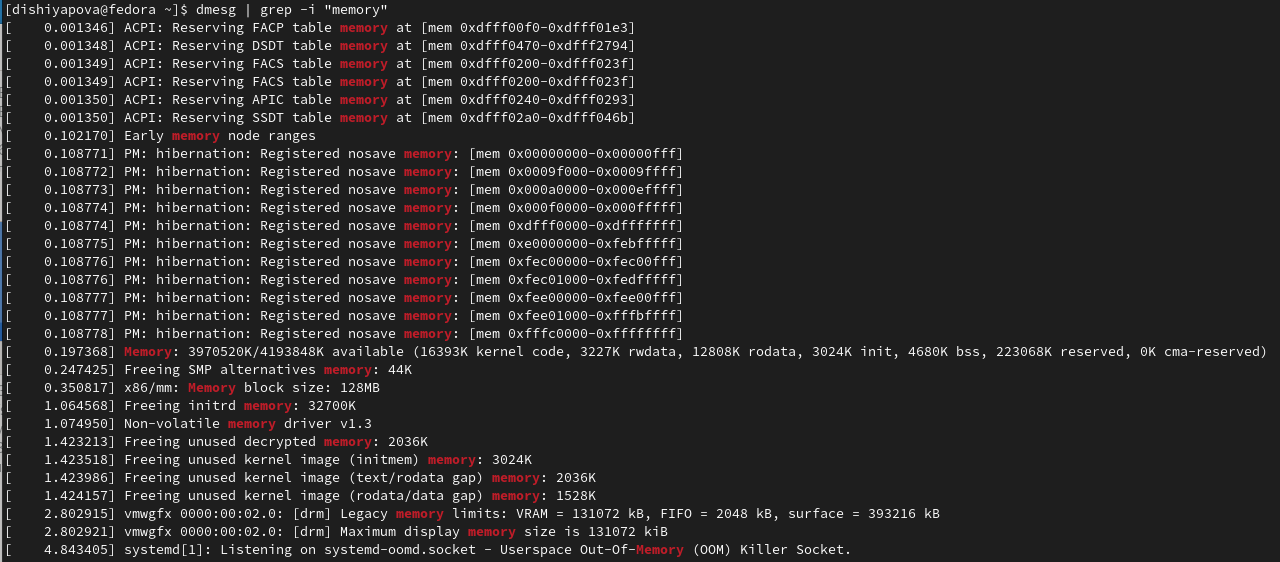 [dishiyapova@fedora ~]$ dmesg | grep -i "memory"
[    0.001346] ACPI: Reserving FACP table memory at [mem 0xdfff00f0-0xdfff01e3]
[    0.001348] ACPI: Reserving DSDT table memory at [mem 0xdfff0470-0xdfff2794]
[    0.001349] ACPI: Reserving FACS table memory at [mem 0xdfff0200-0xdfff023f]
[    0.001349] ACPI: Reserving FACS table memory at [mem 0xdfff0200-0xdfff023f]
[    0.001350] ACPI: Reserving APIC table memory at [mem 0xdfff0240-0xdfff0293]
[    0.001350] ACPI: Reserving SSDT table memory at [mem 0xdfff02a0-0xdfff046b]
[    0.102170] Early memory node ranges
[    0.108771] PM: hibernation: Registered nosave memory: [mem 0x00000000-0x00000fff]
[    0.108772] PM: hibernation: Registered nosave memory: [mem 0x0009f000-0x0009ffff]
[    0.108773] PM: hibernation: Registered nosave memory: [mem 0x000a0000-0x000effff]
[    0.108774] PM: hibernation: Registered nosave memory: [mem 0x000f0000-0x000fffff]
[    0.108774] PM: hibernation: Registered nosave memory: [mem 0xdfff0000-0xdfffffff]
[    0.108775] PM: hibernation: Registered nosave memory: [mem 0xe0000000-0xfebfffff]
[    0.108776] PM: hibernation: Registered nosave memory: [mem 0xfec00000-0xfec00fff]
[    0.108776] PM: hibernation: Registered nosave memory: [mem 0xfec01000-0xfedfffff]
[    0.108777] PM: hibernation: Registered nosave memory: [mem 0xfee00000-0xfee00fff]
[    0.108777] PM: hibernation: Registered nosave memory: [mem 0xfee01000-0xfffbffff]
[    0.108778] PM: hibernation: Registered nosave memory: [mem 0xfffc0000-0xffffffff]
[    0.197368] Memory: 3970520K/4193848K available (16393K kernel code, 3227K rwdata, 12808K rodata, 3024K init, 4680K bss, 223068K reserved, 0K cma-reserved)
[    0.247425] Freeing SMP alternatives memory: 44K
[    0.350817] x86/mm: Memory block size: 128MB
[    1.064568] Freeing initrd memory: 32700K
[    1.074950] Non-volatile memory driver v1.3
[    1.423213] Freeing unused decrypted memory: 2036K
[    1.423518] Freeing unused kernel image (initmem) memory: 3024K
[    1.423986] Freeing unused kernel image (text/rodata gap) memory: 2036K
[    1.424157] Freeing unused kernel image (rodata/data gap) memory: 1528K
[    2.802915] vmwgfx 0000:00:02.0: [drm] Legacy memory limits: VRAM = 131072 kB, FIFO = 2048 kB, surface = 393216 kB
[    2.802921] vmwgfx 0000:00:02.0: [drm] Maximum display memory size is 131072 kiB
[    4.843405] systemd[1]: Listening on systemd-oomd.socket - Userspace Out-Of-Memory (OOM) Killer Socket.